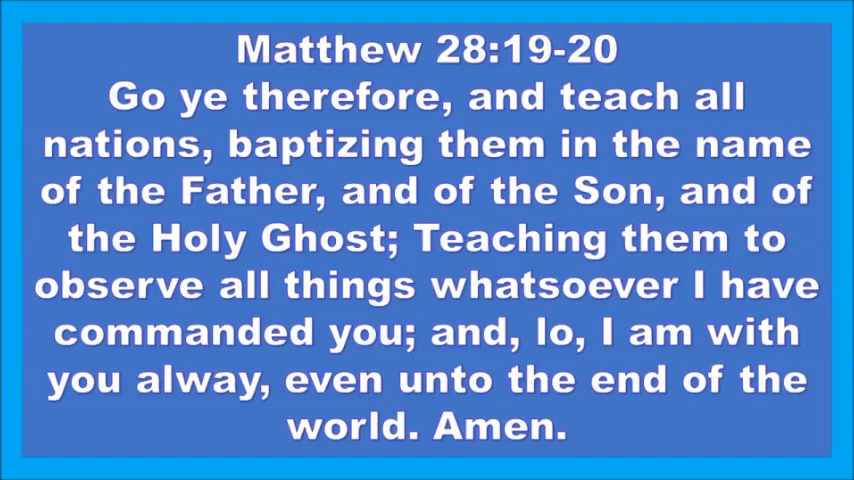 Matthew 28:19-20
Go ye therefore, and teach all
nations, baptizing them in the name
of the Father, and of the Son, and of
the Holy Ghost; Teaching them to
observe all things whatsoever I have
commanded you; and, lo, I am with
you alway, even unto the end of the
world. Amen.